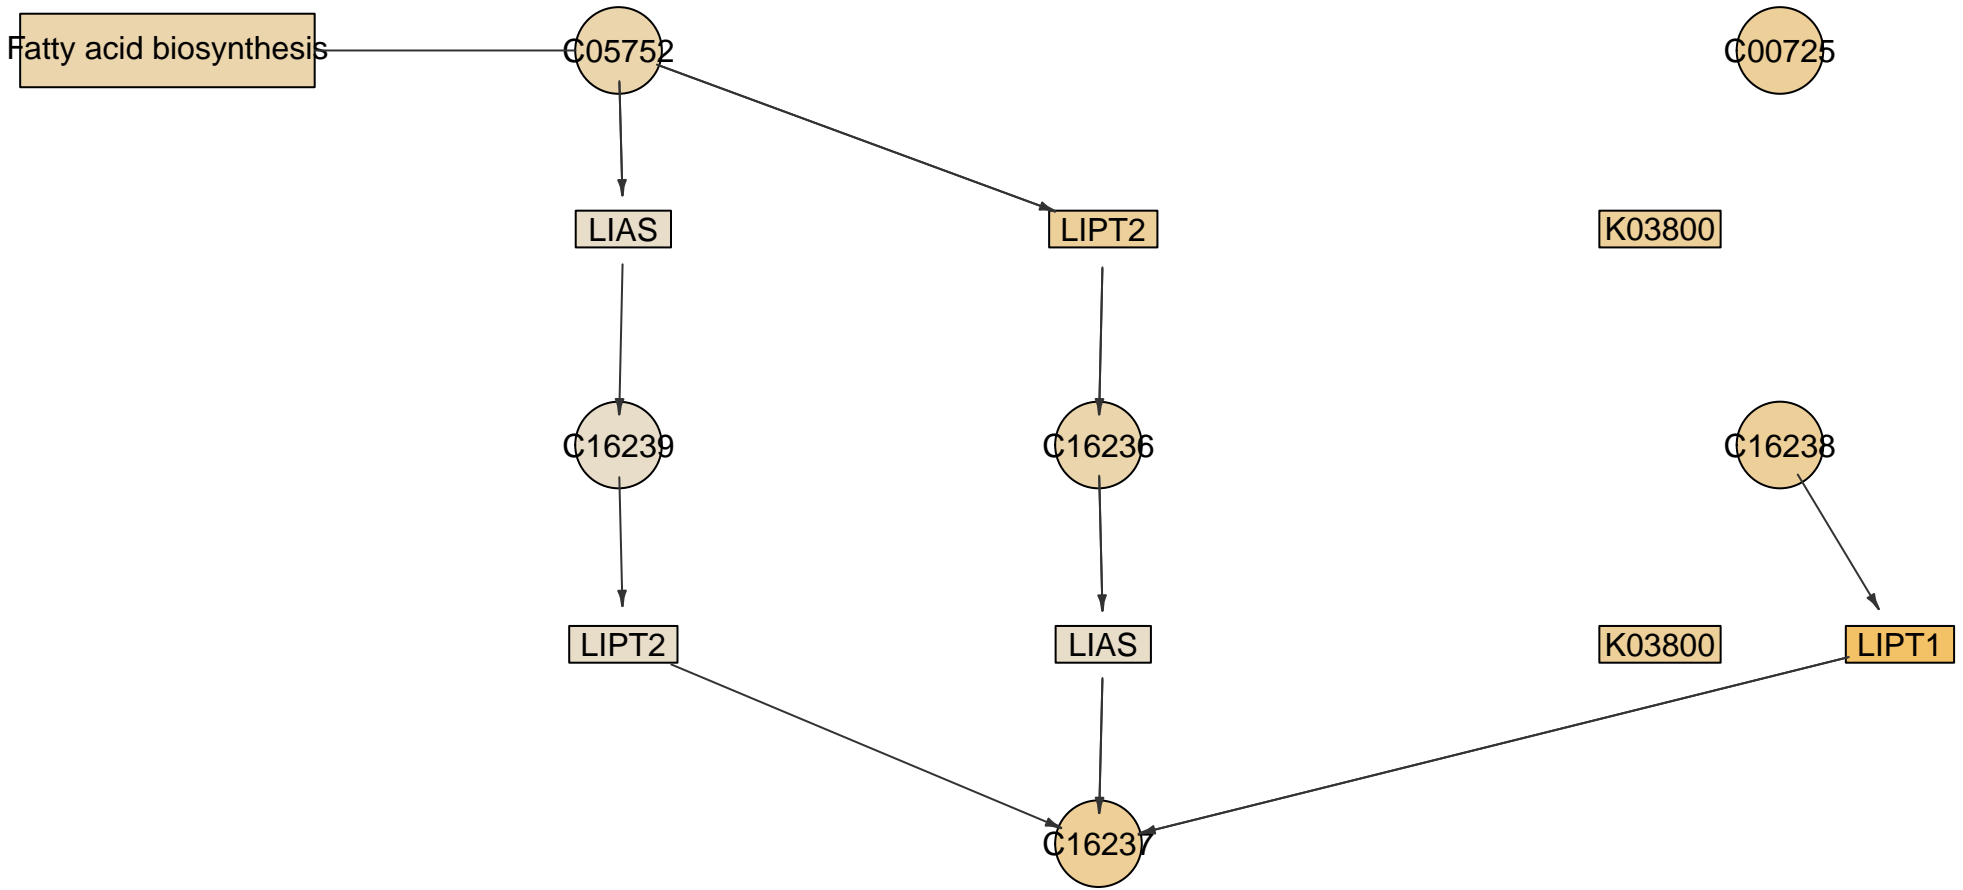 Fatty acid biosynthesis
C05752
C00725
LIAS
LIPT2
K03800
C16239
C16236
C16238
LIPT2
LIAS
K03800
LIPT1
C16237